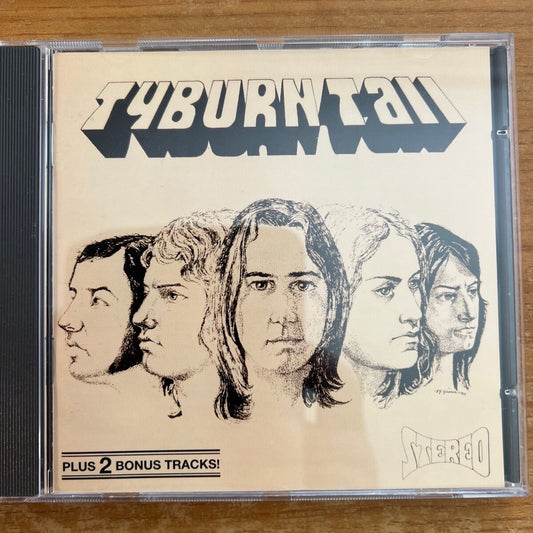 TYBURN Tall
PLUS 2 BONUS TRACKS!
STEREO